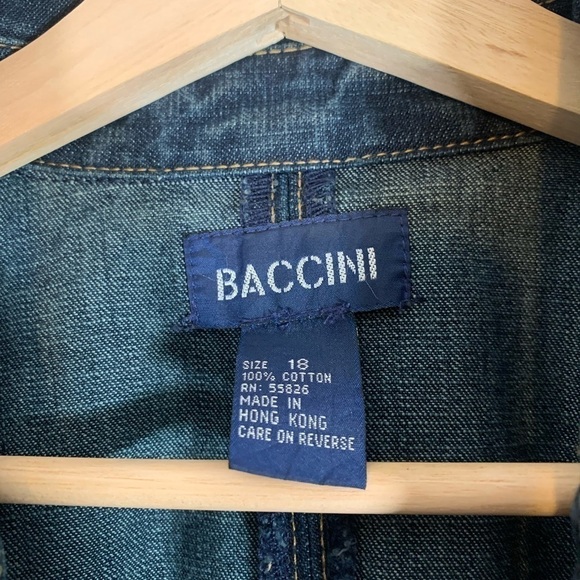 BACCINI
SIZE 18
100% COTTON
RN: 55826
MADE IN
HONG KONG
CARE ON REVERSE